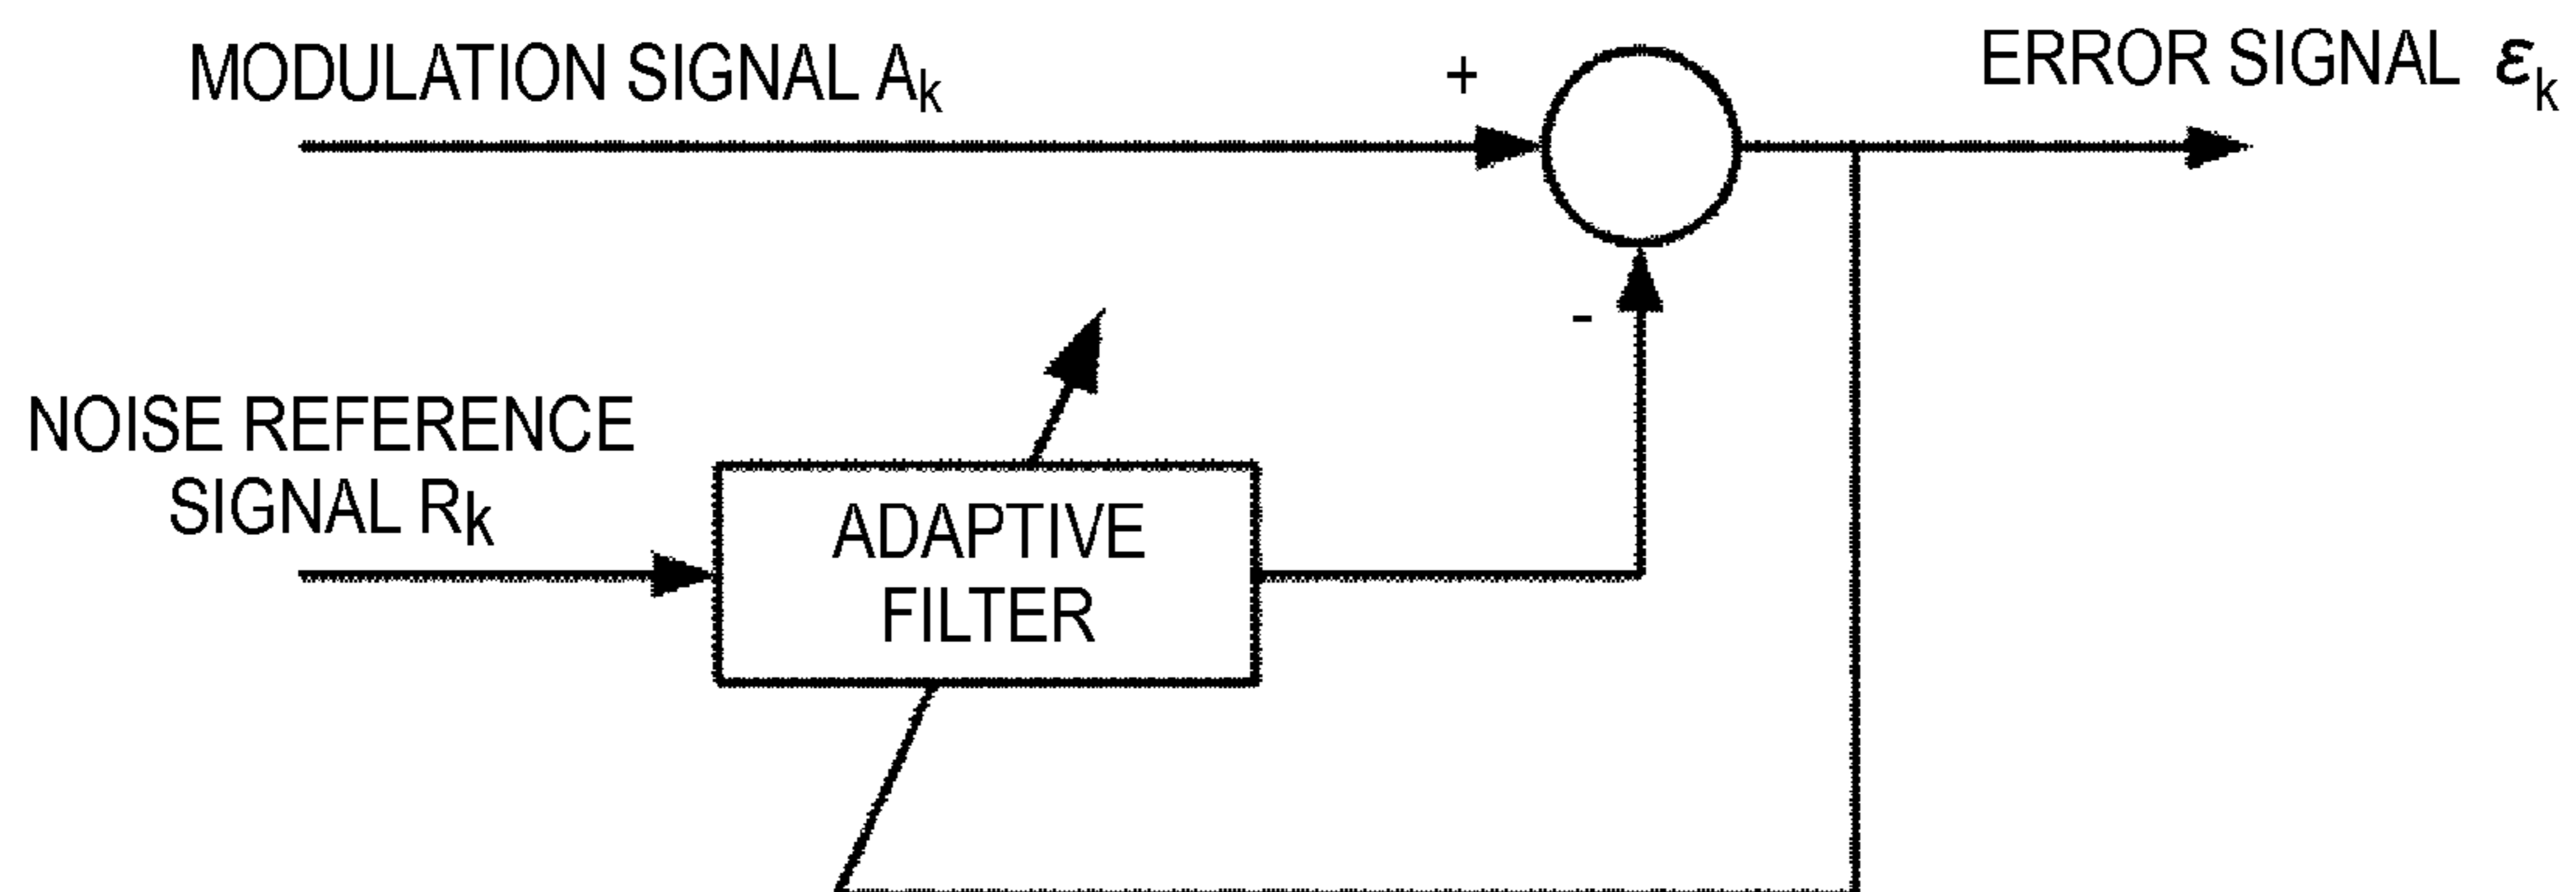 MODULATION SIGNAL Ak
+
ERROR SIGNAL εk
-
NOISE REFERENCE
SIGNAL Rk
ADAPTIVE
FILTER